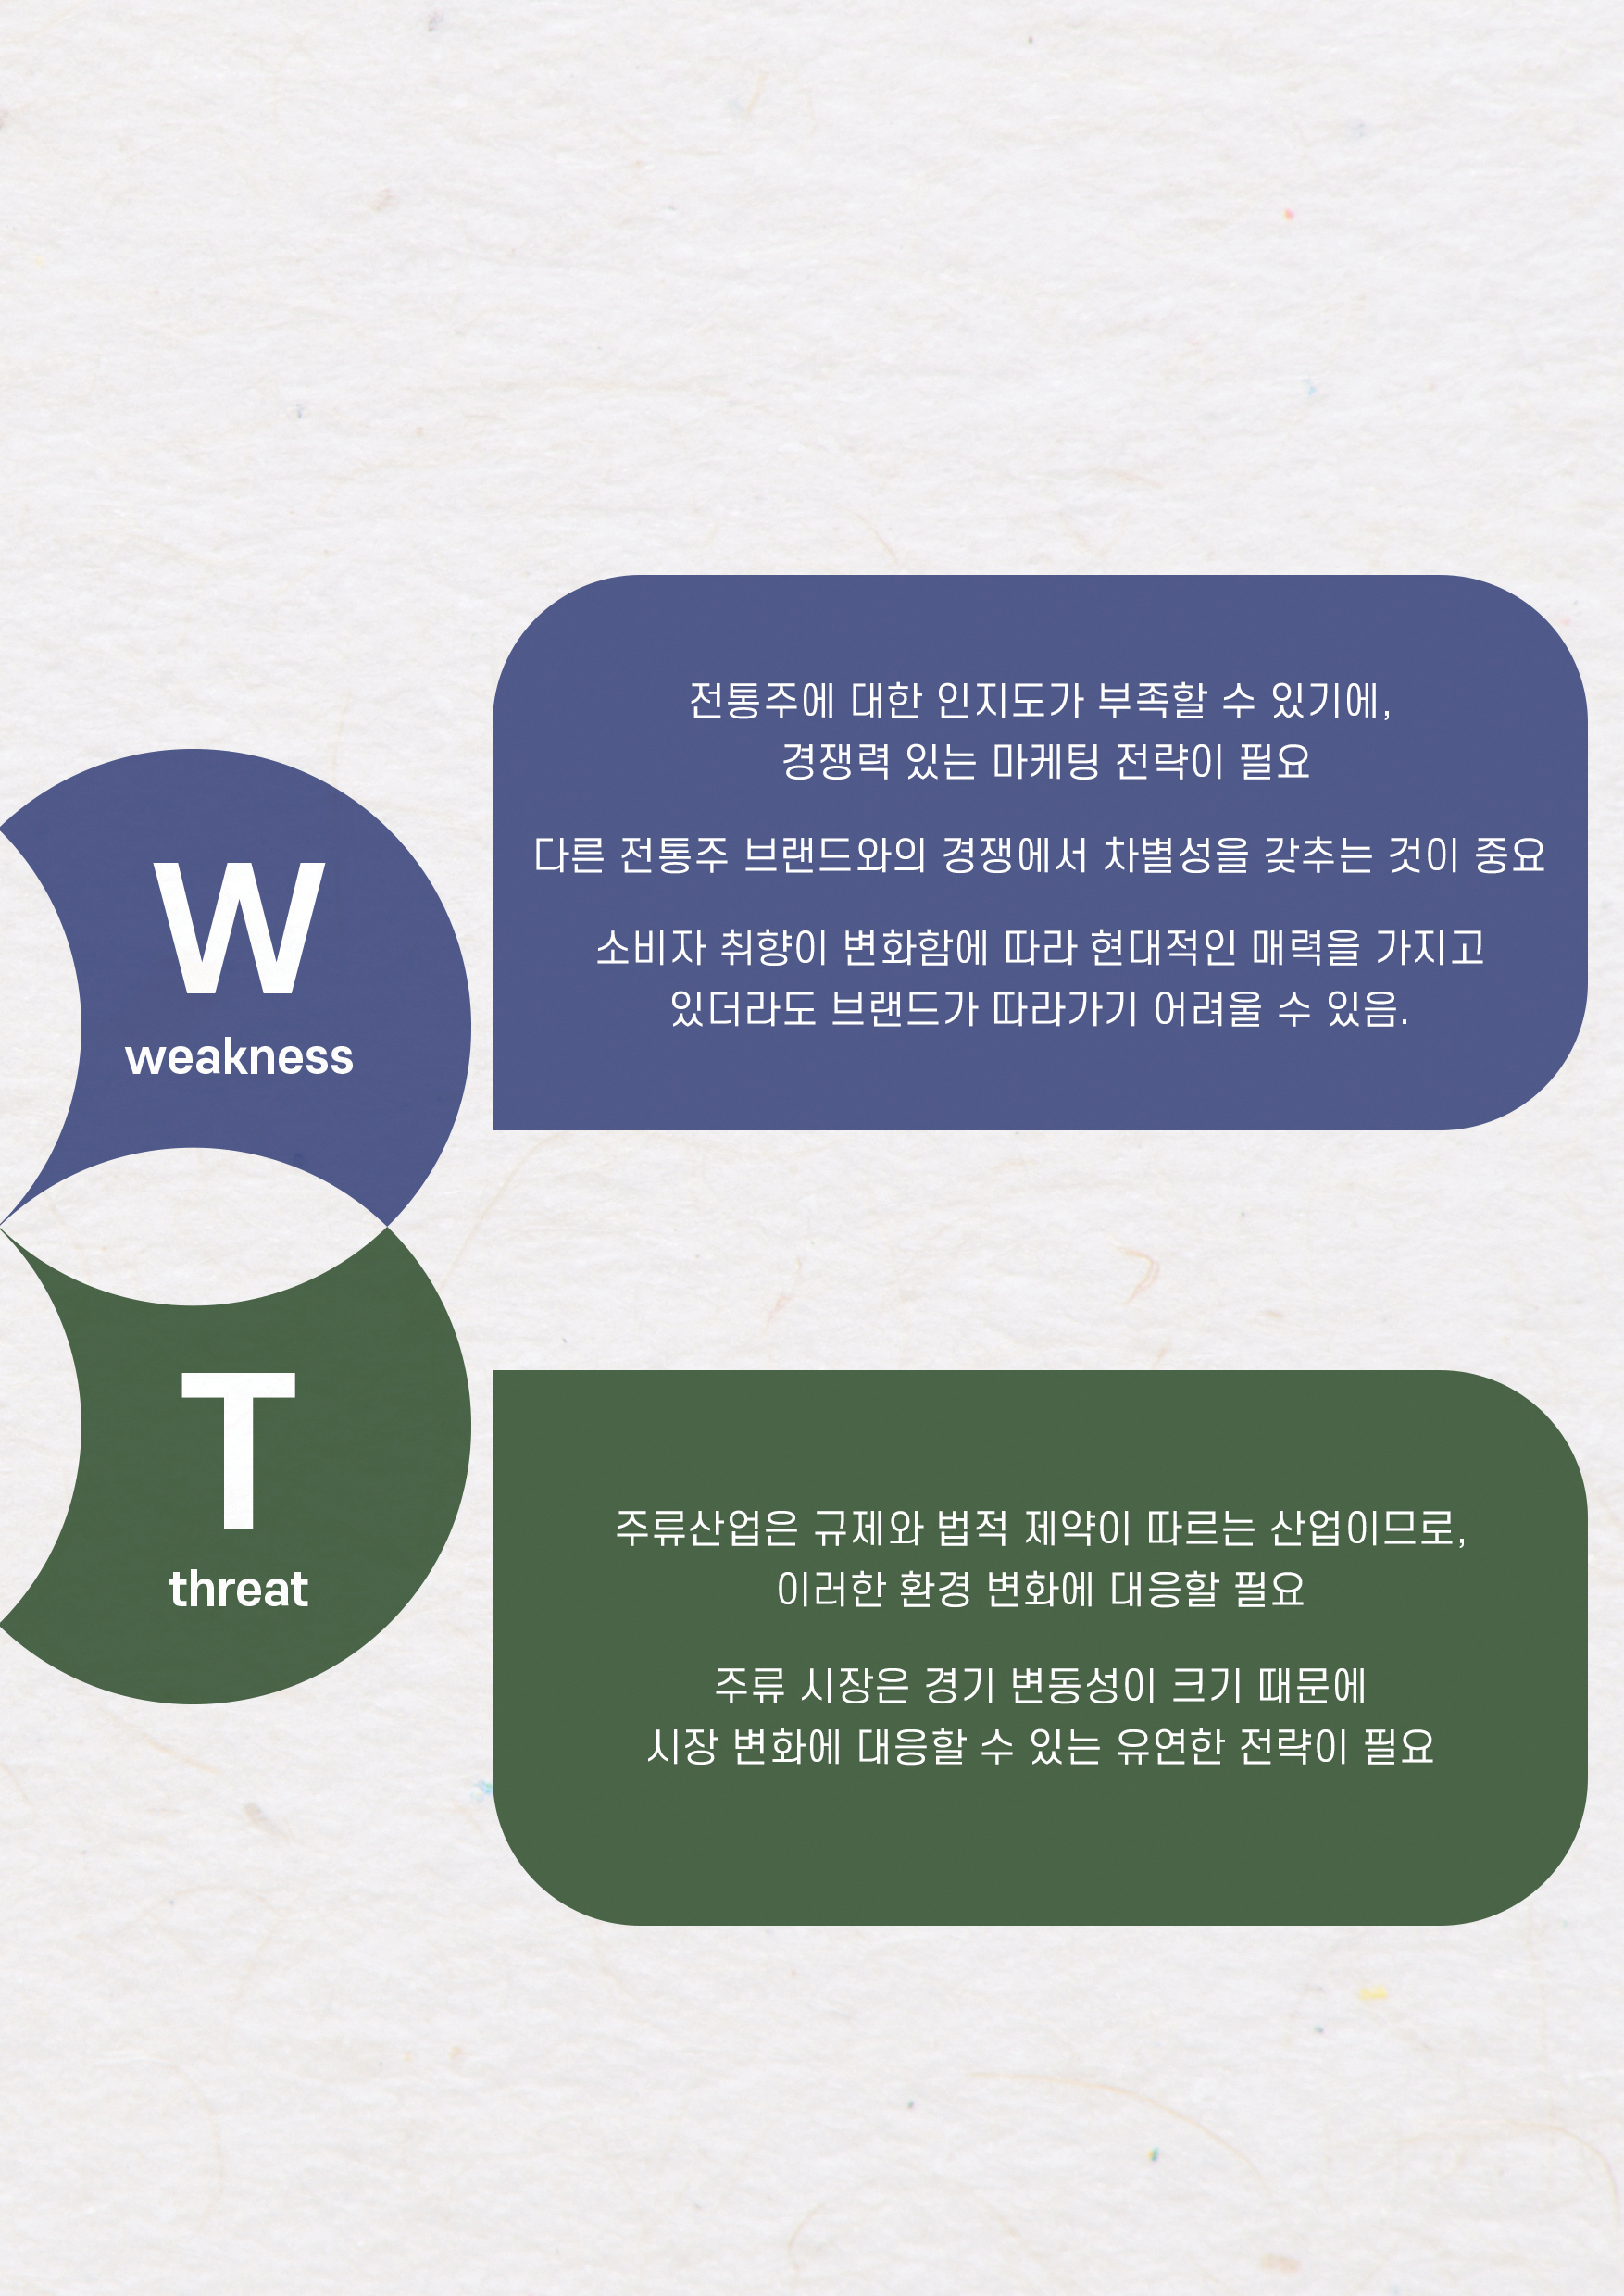 W
weakness
전통주에 대한 인지도가 부족할 수 있기에,
경쟁력 있는 마케팅 전략이 필요
다른 전통주 브랜드와의 경쟁에서 차별성을 갖추는 것이 중요
소비자 취향이 변화함에 따라 현대적인 매력을 가지고
있더라도 브랜드가 따라가기 어려울 수 있음.
T
threat
주류산업은 규제와 법적 제약이 따르는 산업이므로,
이러한 환경 변화에 대응할 필요
주류 시장은 경기 변동성이 크기 때문에
시장 변화에 대응할 수 있는 유연한 전략이 필요